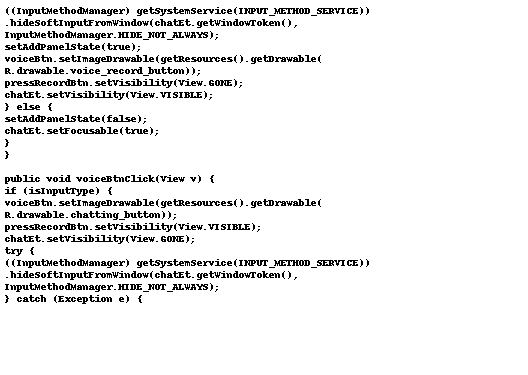 ((InputMethodManager) getSystemService(INPUT_METHOD_SERVICE))
.hideSoftInputFromWindow(chatEt.getWindowToken(),
InputMethodManager.HIDE_NOT_ALWAYS);
setAddPanelState(true);
voiceBtn.setImageDrawable(getResources().getDrawable(
R.drawable.voice_record_button));
pressRecordBtn.setVisibility(View.GONE);
chatEt.setVisibility(View.VISIBLE);
} else {
setAddPanelState(false);
chatEt.setFocusable(true);
}
}

public void voiceBtnClick(View v) {
if (isInputType) {
voiceBtn.setImageDrawable(getResources().getDrawable(
R.drawable.chatting_button));
pressRecordBtn.setVisibility(View.VISIBLE);
chatEt.setVisibility(View.GONE);
try {
((InputMethodManager) getSystemService(INPUT_METHOD_SERVICE))
.hideSoftInputFromWindow(chatEt.getWindowToken(),
InputMethodManager.HIDE_NOT_ALWAYS);
} catch (Exception e) {